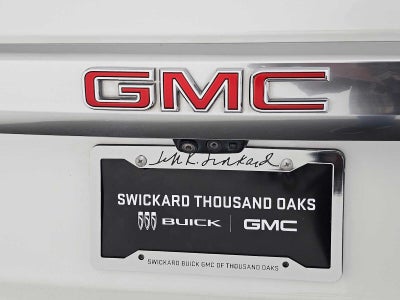 GMC
SWICKARD THOUSAND OAKS
BUICK | GMC
SWICKARD BUICK GMC OF THOUSAND OAKS